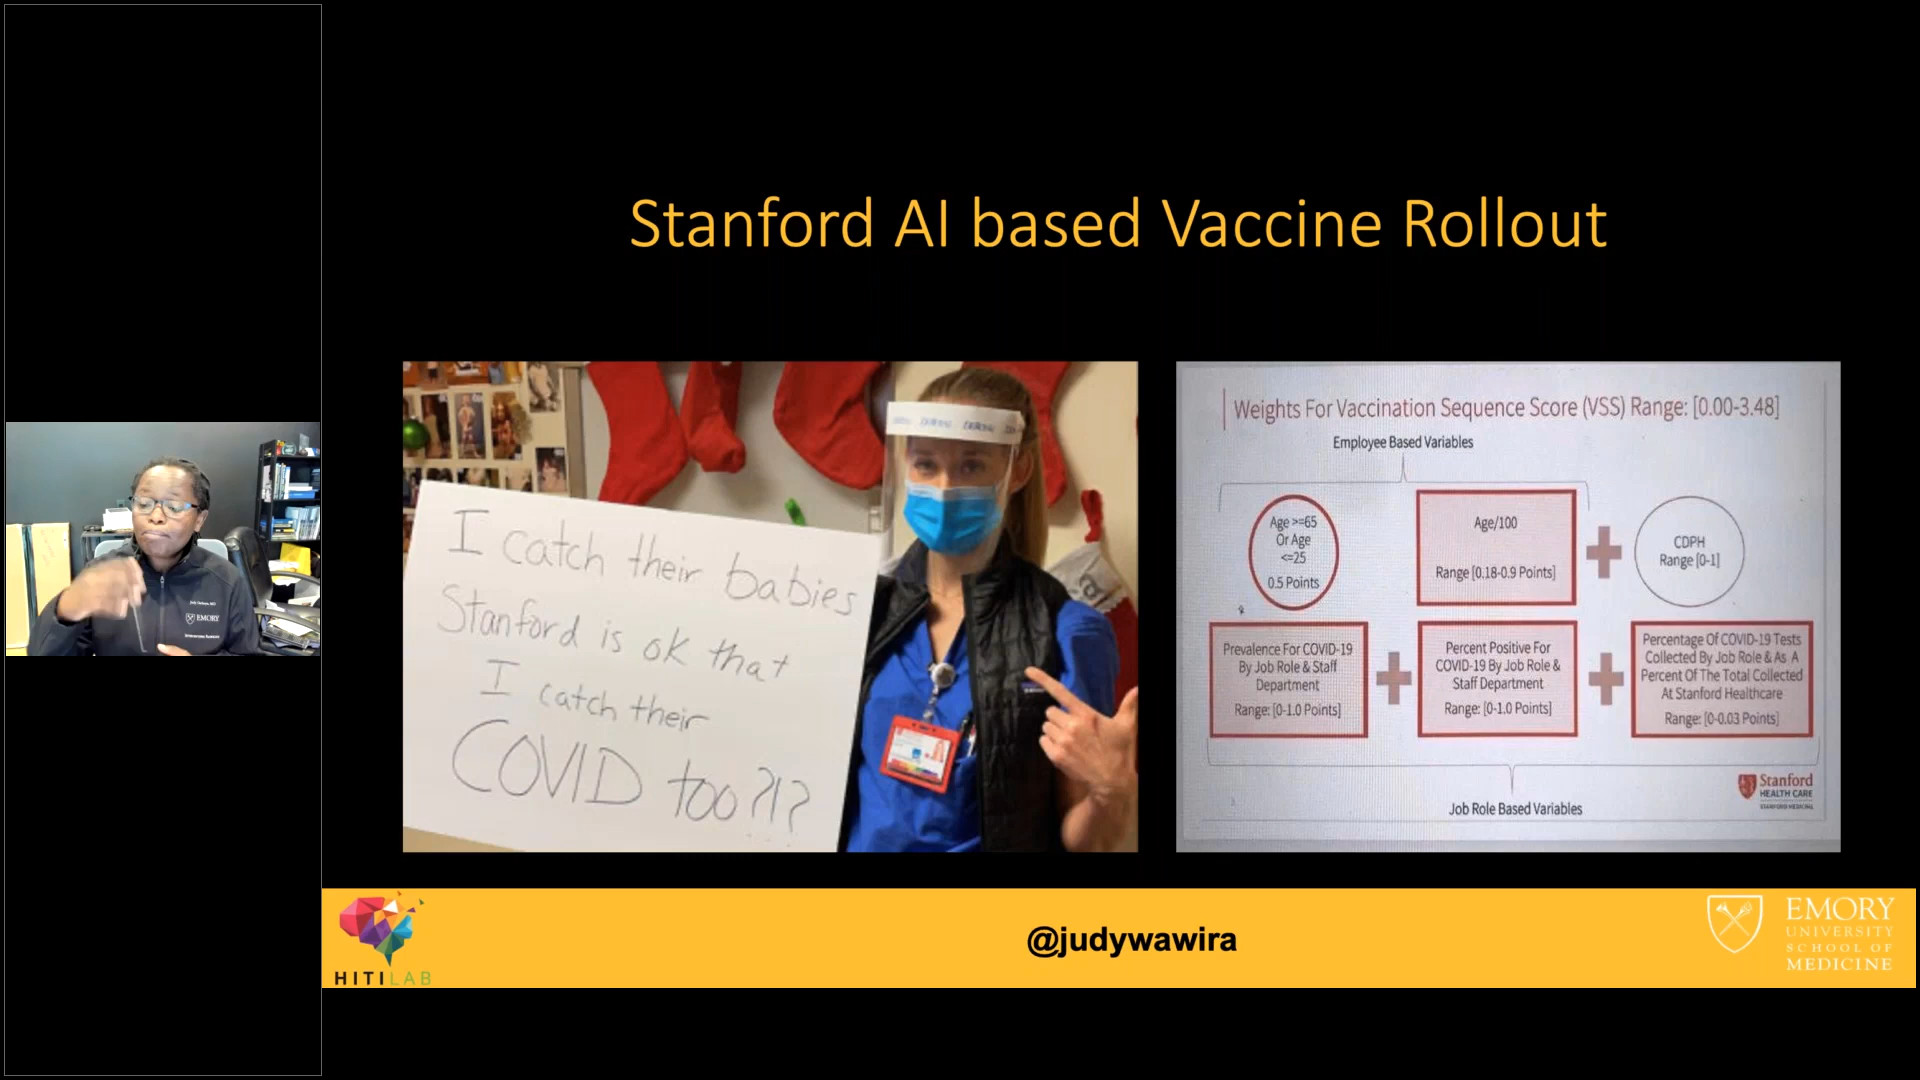 Stanford AI based Vaccine Rollout
I catch their babies
Stanford is ok that
I catch their
COVID too?!?
Weights For Vaccination Sequence Score (VSS) Range: [0.00-3.48]
Employee Based Variables
Age >=65
Or Age
<=25
0.5 Points
Age/100
Range [0.18-0.9 Points]
CDPH
Range [0-1]
Prevalence For COVID-19
By Job Role & Staff
Department
Range: [0-1.0 Points]
Percent Positive For
COVID-19 By Job Role &
Staff Department
Range: [0-1.0 Points]
Percentage Of COVID-19 Tests
Collected By Job Role & As A
Percent Of The Total Collected
At Stanford Healthcare
Range: [0-0.03 Points]
Job Role Based Variables
Stanford
HEALTH CARE
STANFORD MEDICINE
EMORY
HITILAB
@judywawira
EMORY
UNIVERSITY
SCHOOL OF
MEDICINE